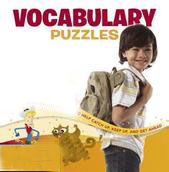 VOCABULARY
PUZZLES
HELP CATCH UP, KEEP UP, AND GET AHEAD